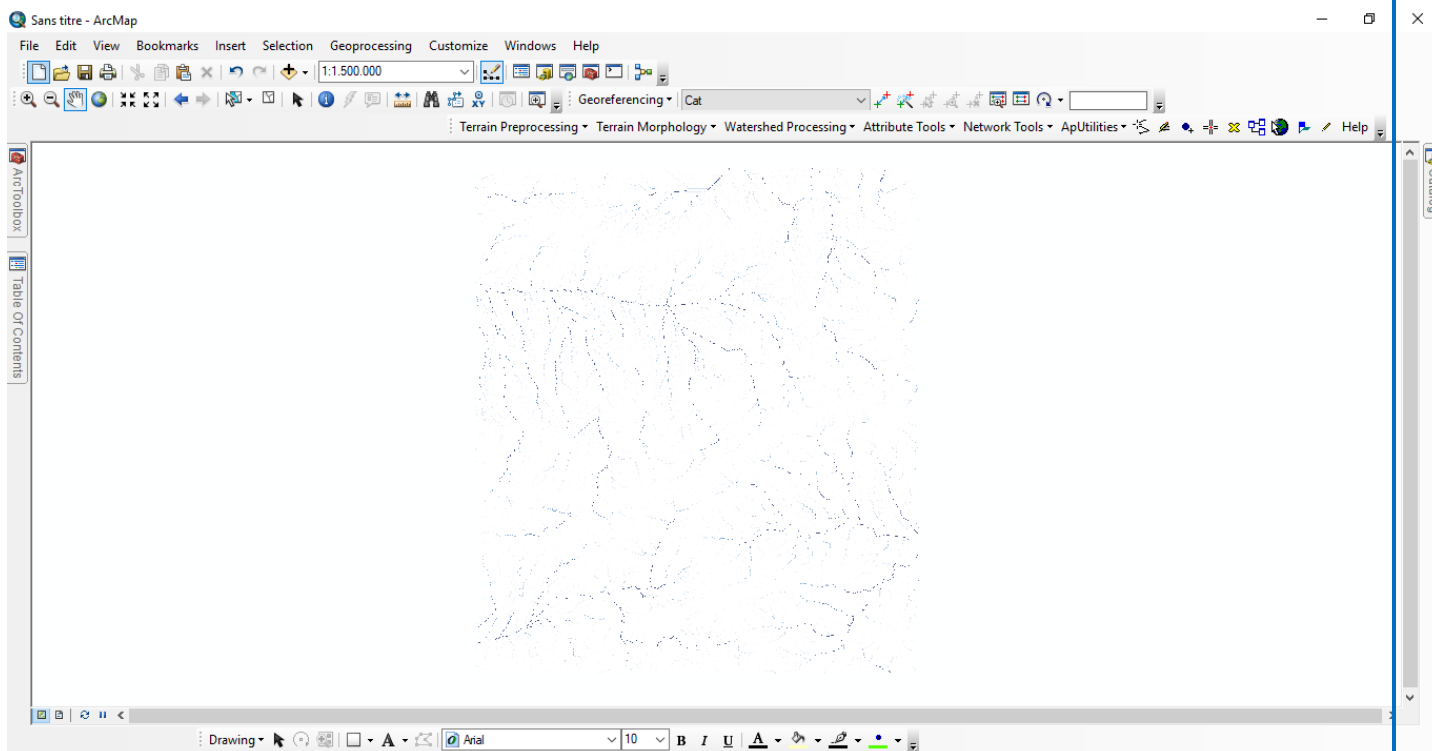 Sans titre - ArcMap
File Edit View Bookmarks Insert Selection Geoprocessing Customize Windows Help
1:1.500.000
Georeferencing Cat
Terrain Preprocessing Terrain Morphology Watershed Processing Attribute Tools Network Tools ApUtilities Help
ArcToolbox
Table Of Contents
Drawing A Arial 10 B I U A